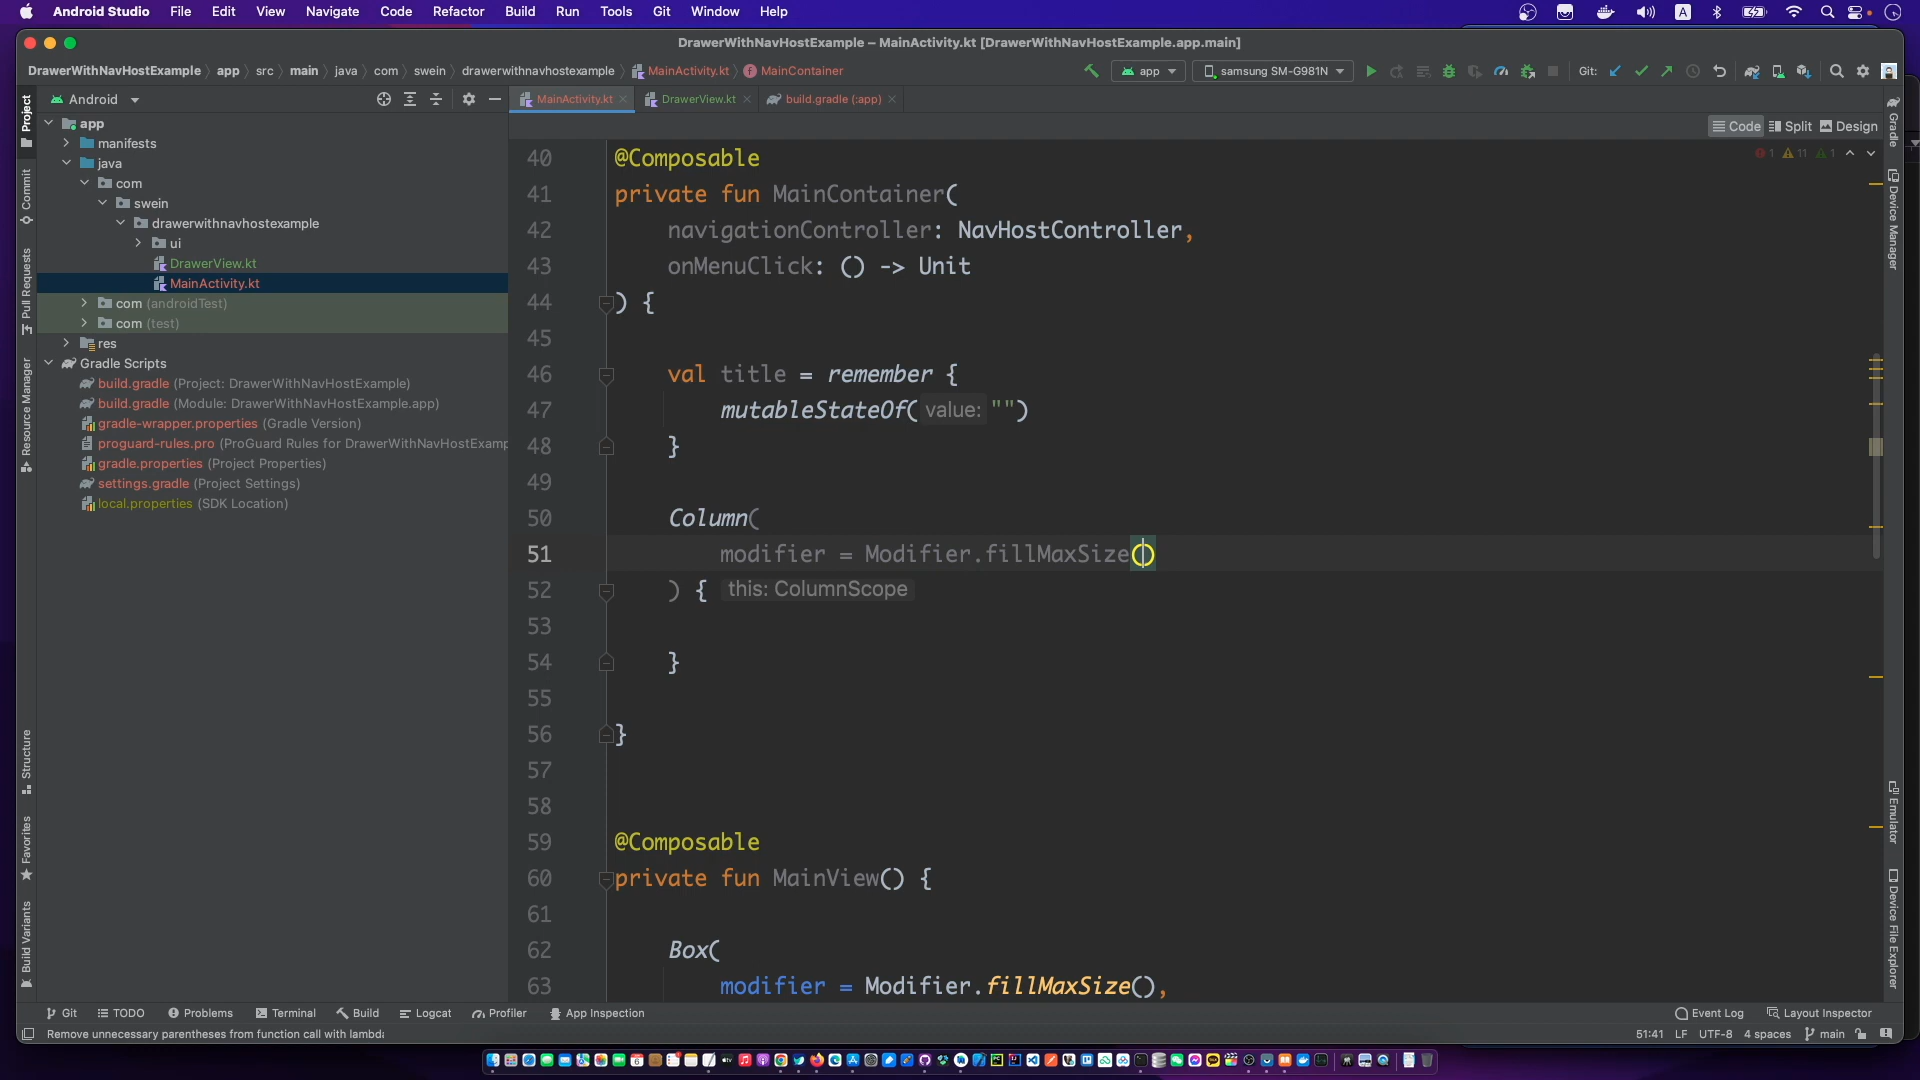 Android Studio File Edit View Navigate Code Refactor Build Run Tools Git Window Help
DrawerWithNavHostExample – MainActivity.kt [DrawerWithNavHostExample.app.main]
DrawerWithNavHostExample app src main java com swein drawerwithnavhostexample MainActivity.kt MainContainer app samsung SM-G981N Git:
Android MainActivity.kt DrawerView.kt build.gradle (:app)
Code Split Design
1 11 1
Project
Commit
Pull Requests
Resource Manager
Structure
Favorites
Build Variants
app
manifests
java
com
swein
drawerwithnavhostexample
ui
DrawerView.kt
MainActivity.kt
com (androidTest)
com (test)
res
Gradle Scripts
build.gradle (Project: DrawerWithNavHostExample)
build.gradle (Module: DrawerWithNavHostExample.app)
gradle-wrapper.properties (Gradle Version)
proguard-rules.pro (ProGuard Rules for DrawerWithNavHostExamp
gradle.properties (Project Properties)
settings.gradle (Project Settings)
local.properties (SDK Location)
40 @Composable
41 private fun MainContainer(
42 navigationController: NavHostController,
43 onMenuClick: () -> Unit
44 ) {
45
46 val title = remember {
47 mutableStateOf( value: "")
48 }
49
50 Column(
51 modifier = Modifier.fillMaxSize()
52 ) { this: ColumnScope
53
54 }
55
56 }
57
58
59 @Composable
60 private fun MainView() {
61
62 Box(
63 modifier = Modifier.fillMaxSize(),
Gradle
Device Manager
Emulator
Device File Explorer
Git TODO Problems Terminal Build Logcat Profiler App Inspection Event Log Layout Inspector
Remove unnecessary parentheses from function call with lambda 51:41 LF UTF-8 4 spaces main